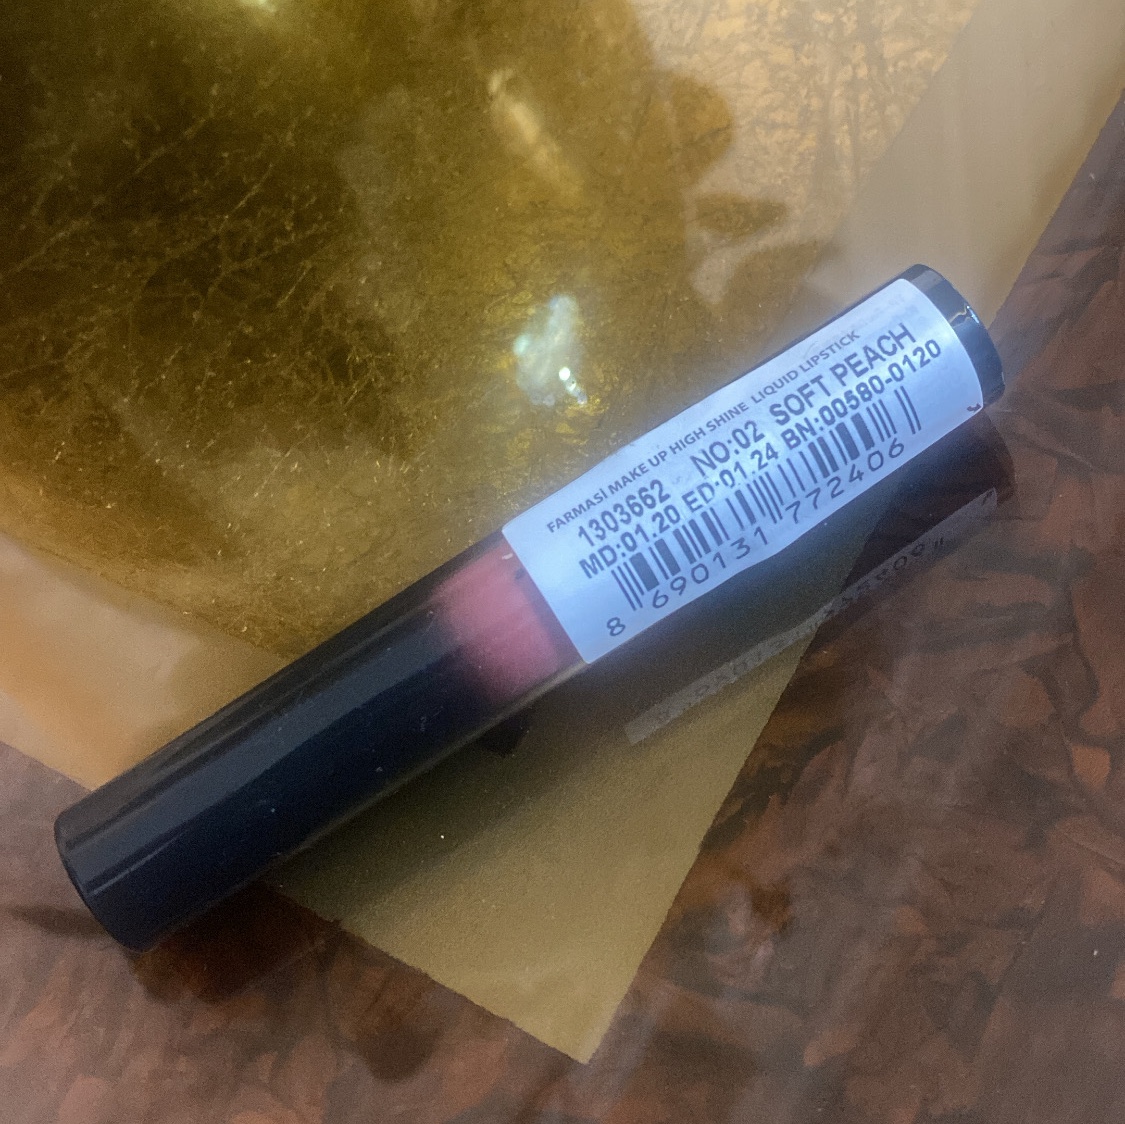 FARMASİ MAKE UP HIGH SHINE LIQUID LIPSTICK
1303662 NO:02 SOFT PEACH
MD:01.20 ED:01.24 BN:00580-0120
8 690131 772406